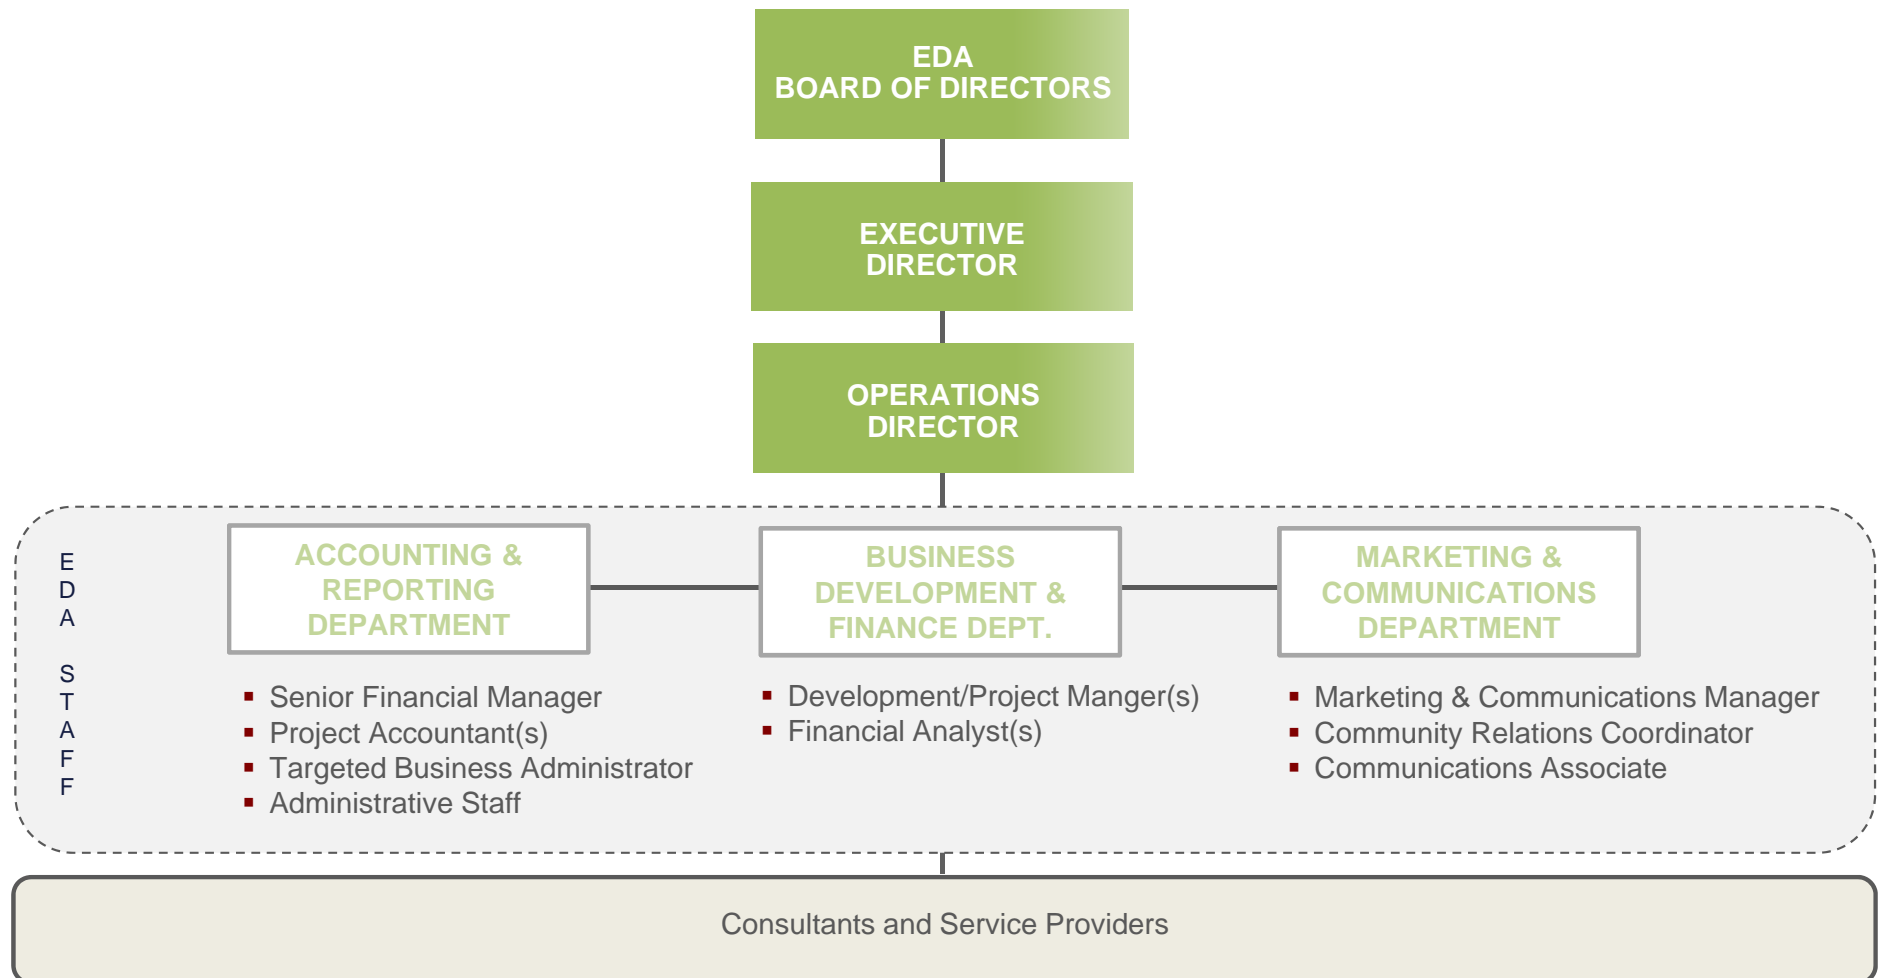 EDA
BOARD OF DIRECTORS
EXECUTIVE
DIRECTOR
OPERATIONS
DIRECTOR
E
D
A
S
T
A
F
F
ACCOUNTING &
REPORTING
DEPARTMENT
▪ Senior Financial Manager
▪ Project Accountant(s)
▪ Targeted Business Administrator
▪ Administrative Staff
BUSINESS
DEVELOPMENT &
FINANCE DEPT.
▪ Development/Project Manger(s)
▪ Financial Analyst(s)
MARKETING &
COMMUNICATIONS
DEPARTMENT
▪ Marketing & Communications Manager
▪ Community Relations Coordinator
▪ Communications Associate
Consultants and Service Providers